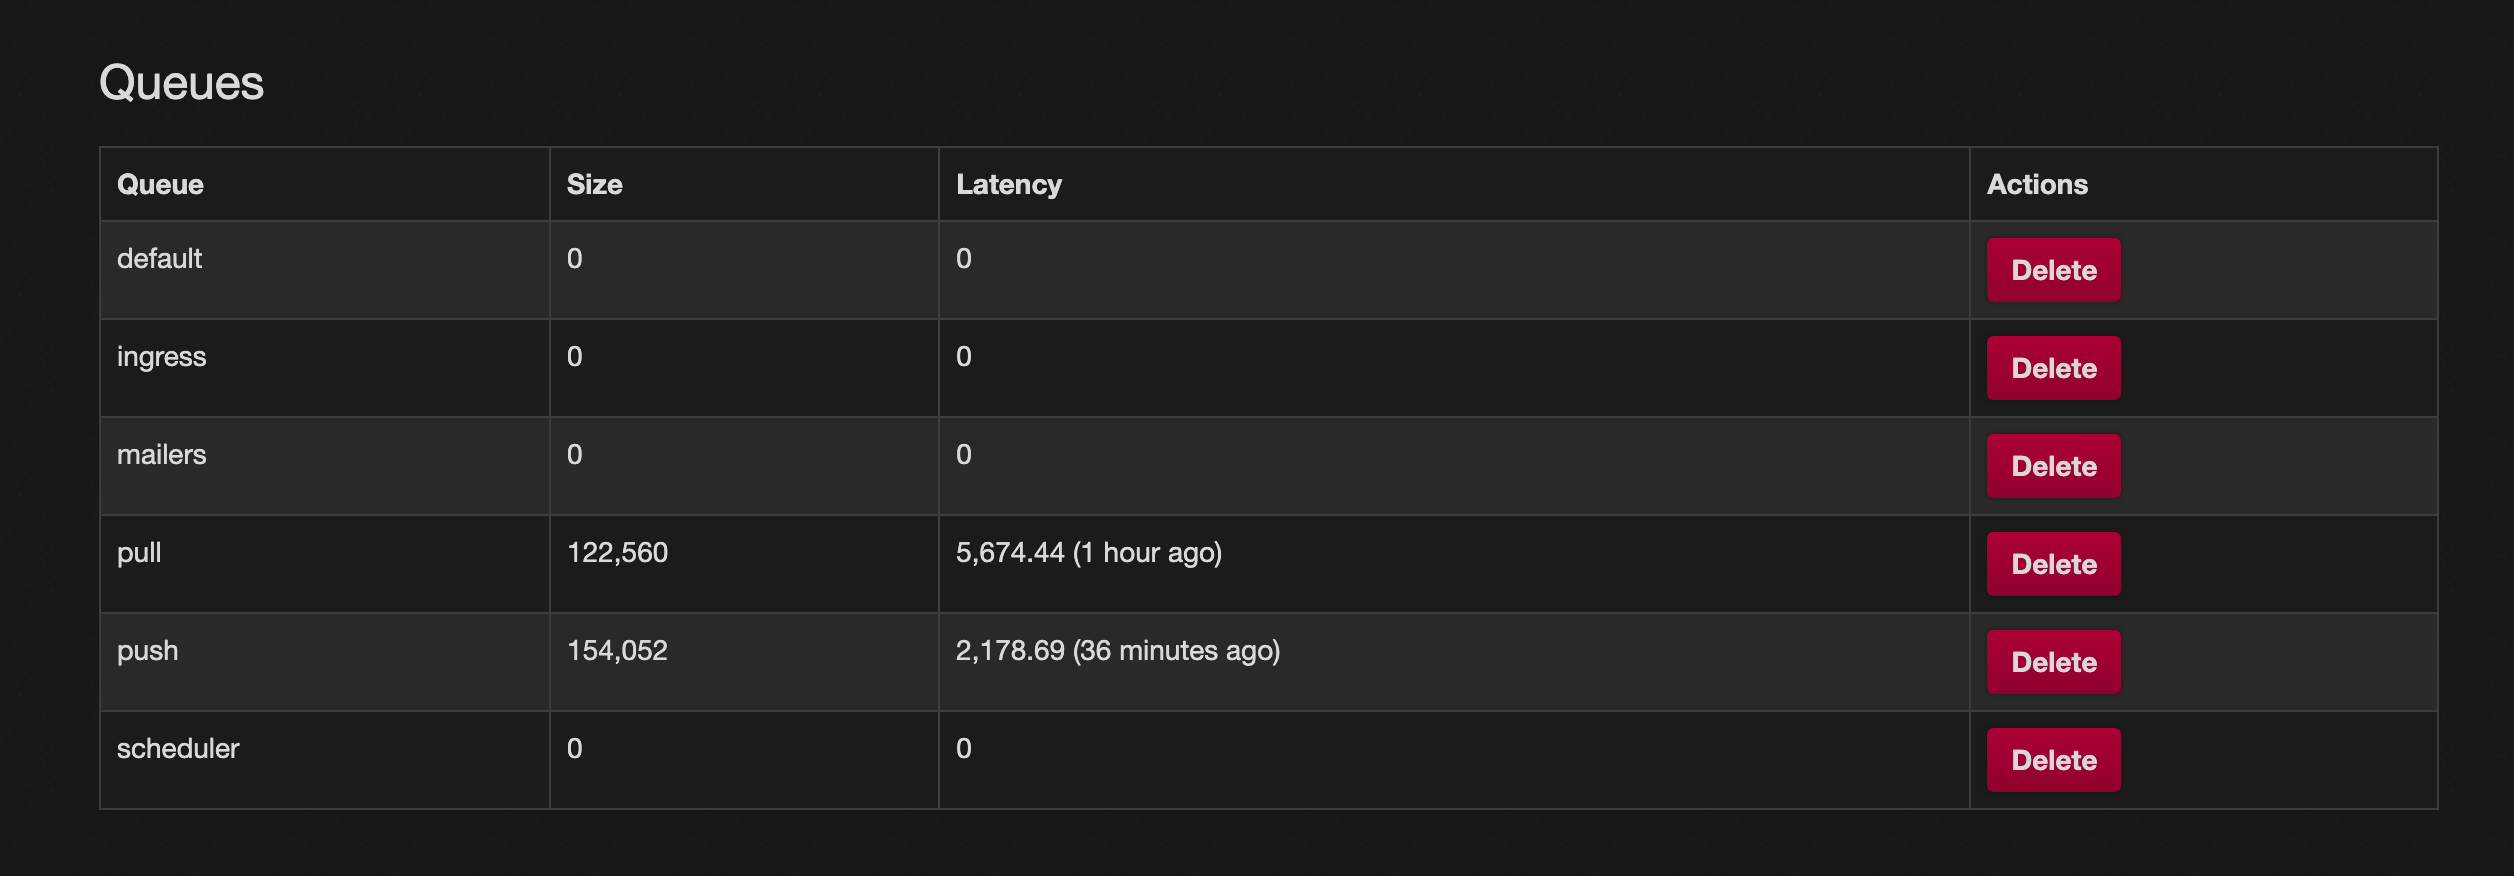 Queues
Queue Size Latency Actions
default 0 0 Delete
ingress 0 0 Delete
mailers 0 0 Delete
pull 122,560 5,674.44 (1 hour ago) Delete
push 154,052 2,178.69 (36 minutes ago) Delete
scheduler 0 0 Delete